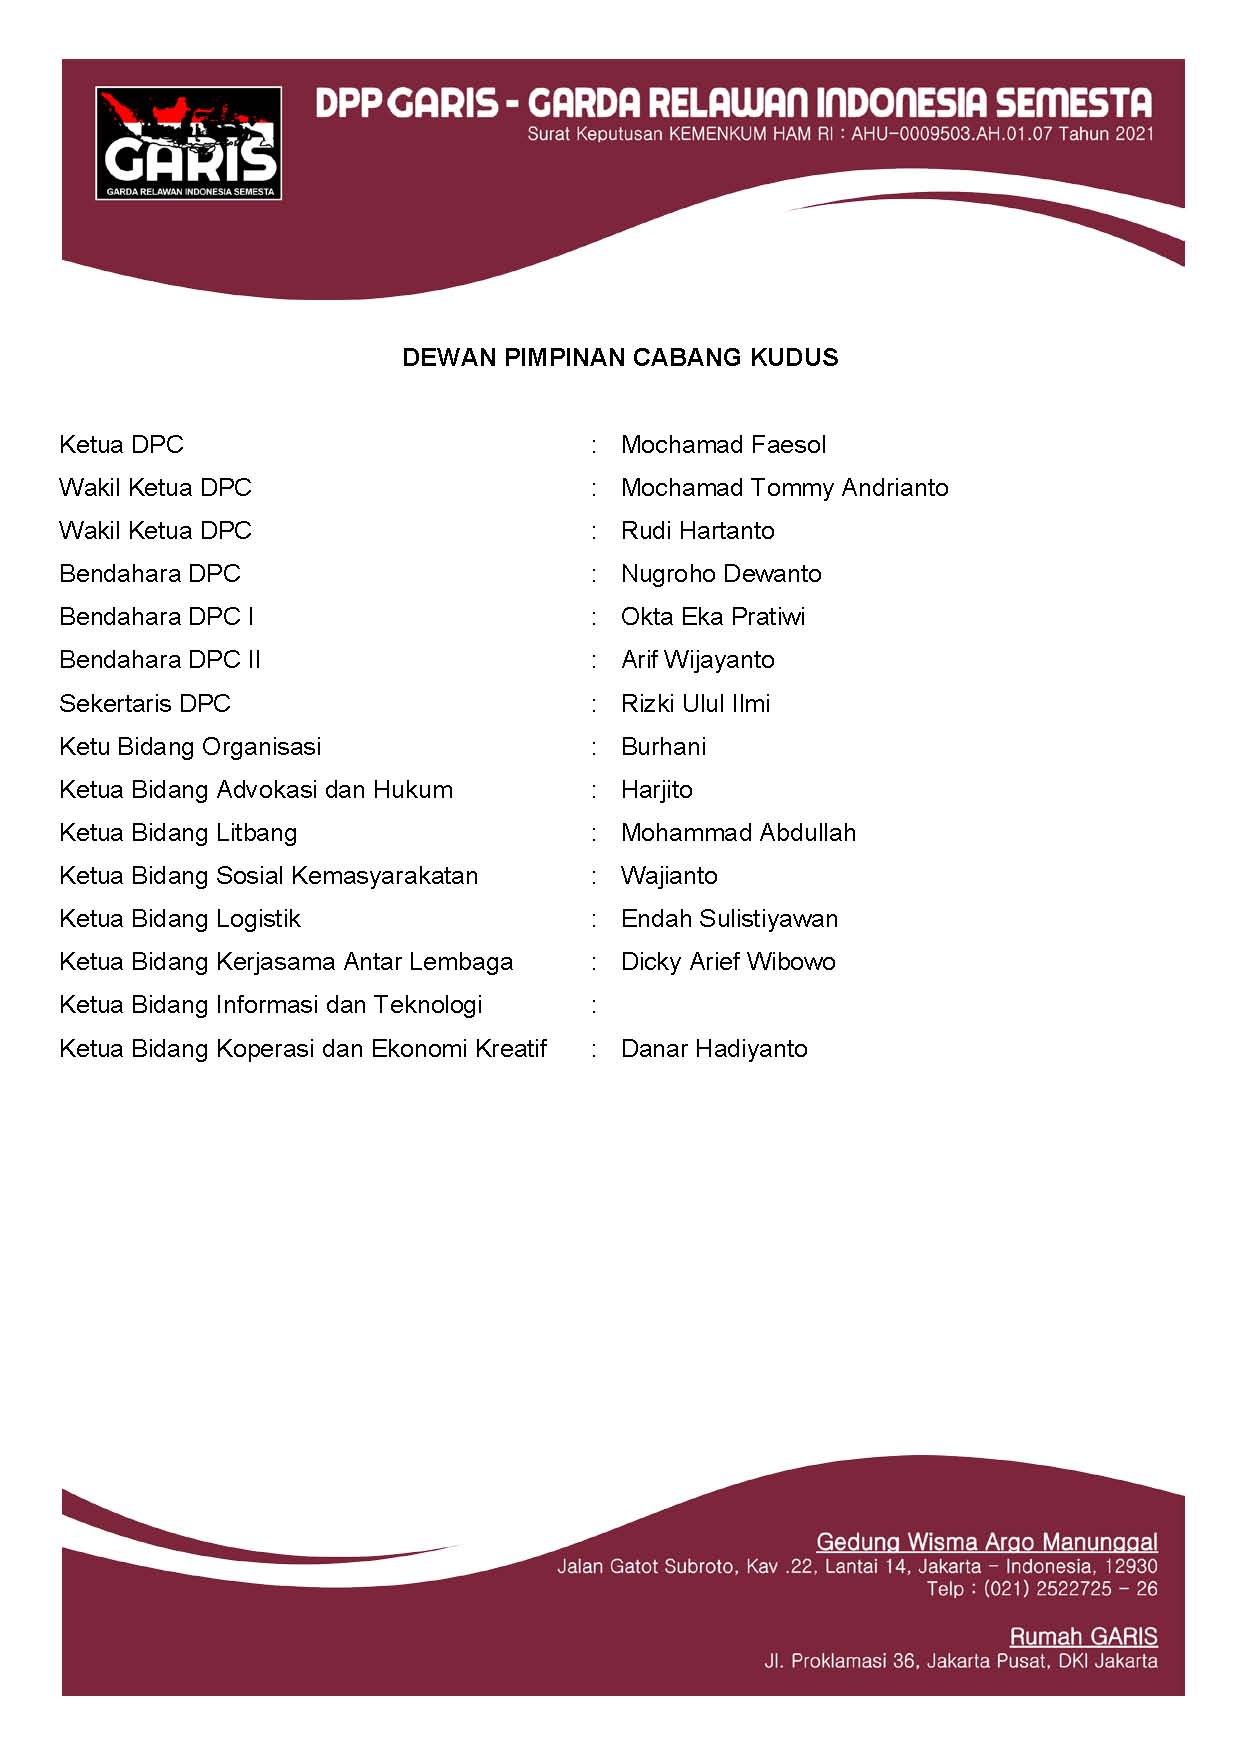 DPP GARIS - GARDA RELAWAN INDONESIA SEMESTA
Surat Keputusan KEMENKUM HAM RI : AHU-0009503.AH.01.07 Tahun 2021
GARIS
GARDA RELAWAN INDONESIA SEMESTA
DEWAN PIMPINAN CABANG KUDUS
Ketua DPC : Mochamad Faesol
Wakil Ketua DPC : Mochamad Tommy Andrianto
Wakil Ketua DPC : Rudi Hartanto
Bendahara DPC : Nugroho Dewanto
Bendahara DPC I : Okta Eka Pratiwi
Bendahara DPC II : Arif Wijayanto
Sekertaris DPC : Rizki Ulul Ilmi
Ketu Bidang Organisasi : Burhani
Ketua Bidang Advokasi dan Hukum : Harjito
Ketua Bidang Litbang : Mohammad Abdullah
Ketua Bidang Sosial Kemasyarakatan : Wajianto
Ketua Bidang Logistik : Endah Sulistiyawan
Ketua Bidang Kerjasama Antar Lembaga : Dicky Arief Wibowo
Ketua Bidang Informasi dan Teknologi :
Ketua Bidang Koperasi dan Ekonomi Kreatif : Danar Hadiyanto
Gedung Wisma Argo Manunggal
Jalan Gatot Subroto, Kav .22, Lantai 14, Jakarta - Indonesia, 12930
Telp : (021) 2522725 - 26
Rumah GARIS
Jl. Proklamasi 36, Jakarta Pusat, DKI Jakarta